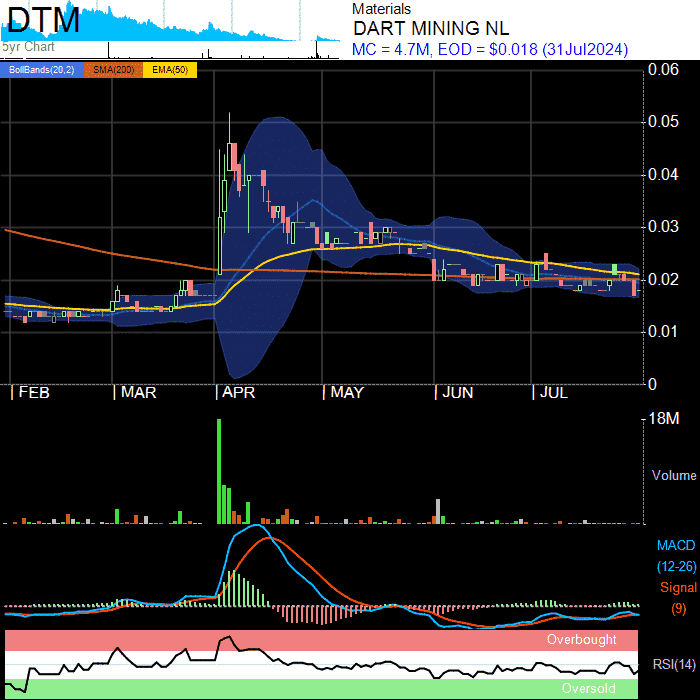 DTM
5yr Chart
Materials
DART MINING NL
MC = 4.7M, EOD = $0.018 (31Jul2024)
BollBands(20,2) SMA(200) EMA(50)
0.06
0.05
0.04
0.03
0.02
0.01
0
| FEB | MAR | APR | MAY | JUN | JUL
18M
Volume
MACD
(12-26)
Signal
(9)
Overbought
RSI(14)
Oversold